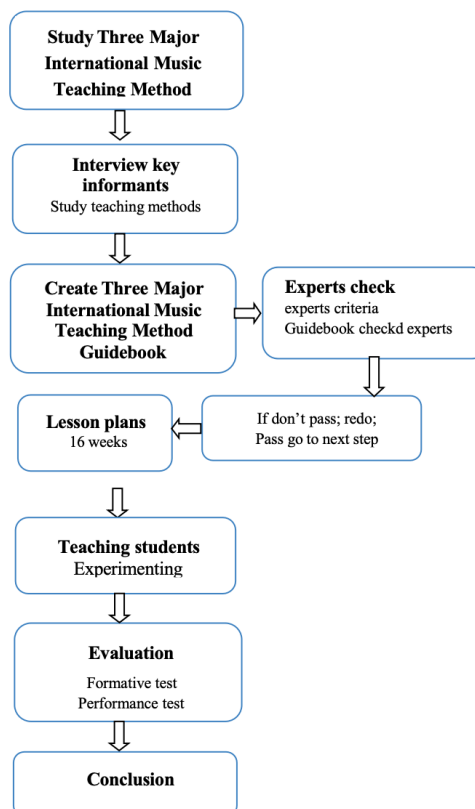 Study Three Major
International Music
Teaching Method
Interview key
informants
Study teaching methods
Create Three Major
International Music
Teaching Method
Guidebook
Experts check
experts criteria
Guidebook checkd experts
If don't pass; redo;
Pass go to next step
Lesson plans
16 weeks
Teaching students
Experimenting
Evaluation
Formative test
Performance test
Conclusion